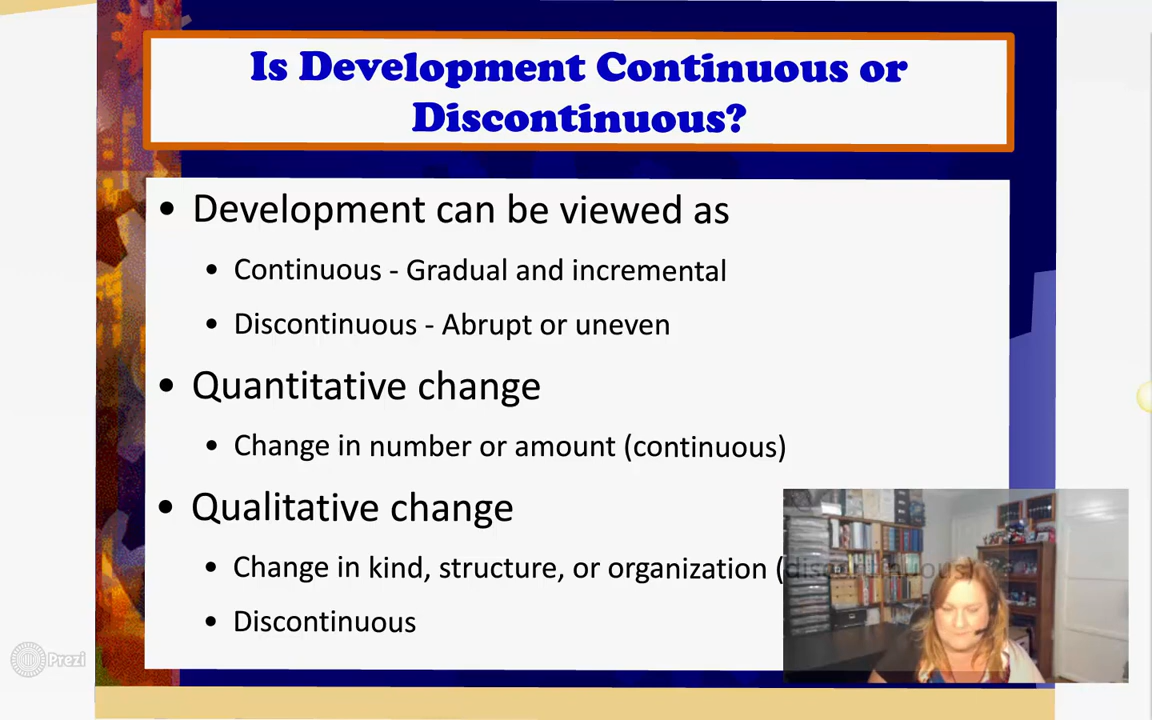 Is Development Continuous or
Discontinuous?
• Development can be viewed as
• Continuous - Gradual and incremental
• Discontinuous - Abrupt or uneven
• Quantitative change
• Change in number or amount (continuous)
• Qualitative change
• Change in kind, structure, or organization (discontinuous)
• Discontinuous
Prezi